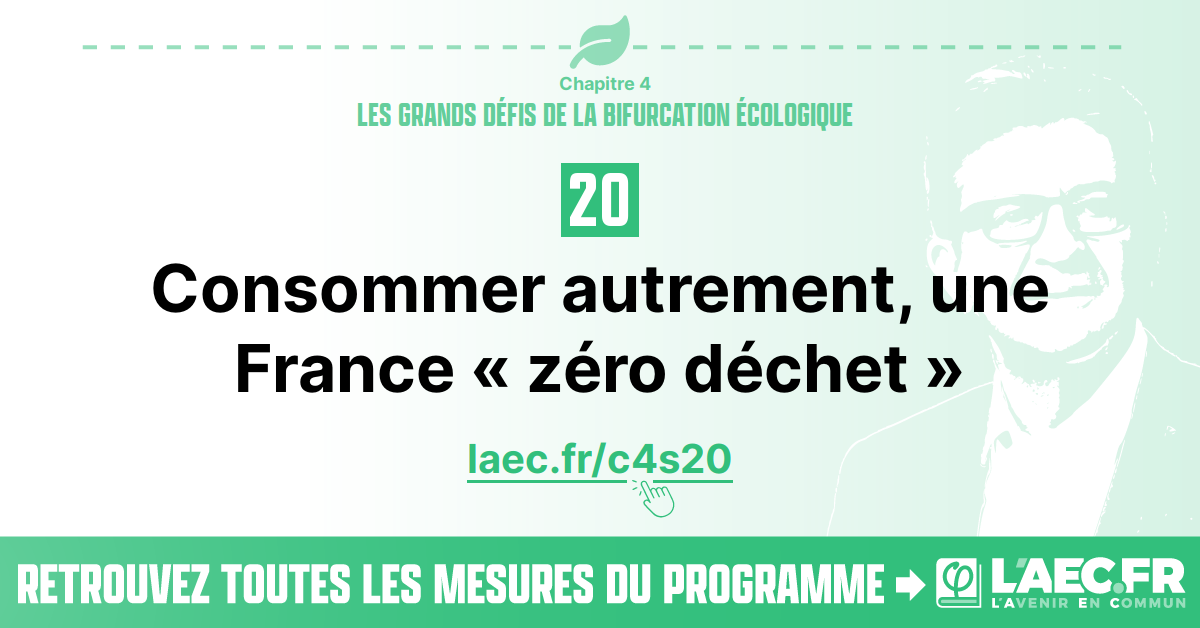 Chapitre 4
LES GRANDS DÉFIS DE LA BIFURCATION ÉCOLOGIQUE
20
Consommer autrement, une
France « zéro déchet »
laec.fr/c4s20
RETROUVEZ TOUTES LES MESURES DU PROGRAMME
φ L'AEC.FR
L'AVENIR EN COMMUN